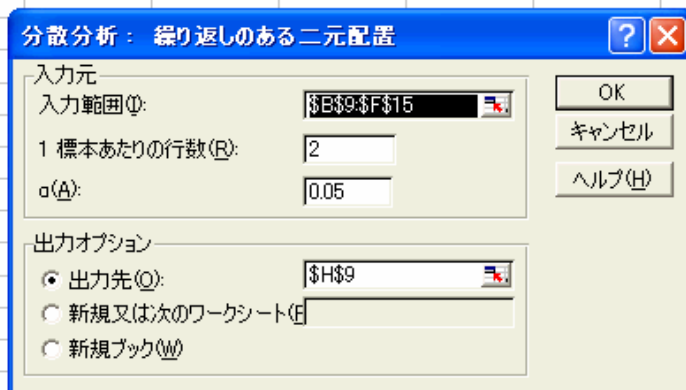 分散分析： 繰り返しのある二元配置
入力元
入力範囲(I): $B$9:$F$15
1 標本あたりの行数(R): 2
α(A): 0.05
出力オプション
出力先(O): $H$9
新規又は次のワークシート(P
新規ブック(W)
OK
キャンセル
ヘルプ(H)